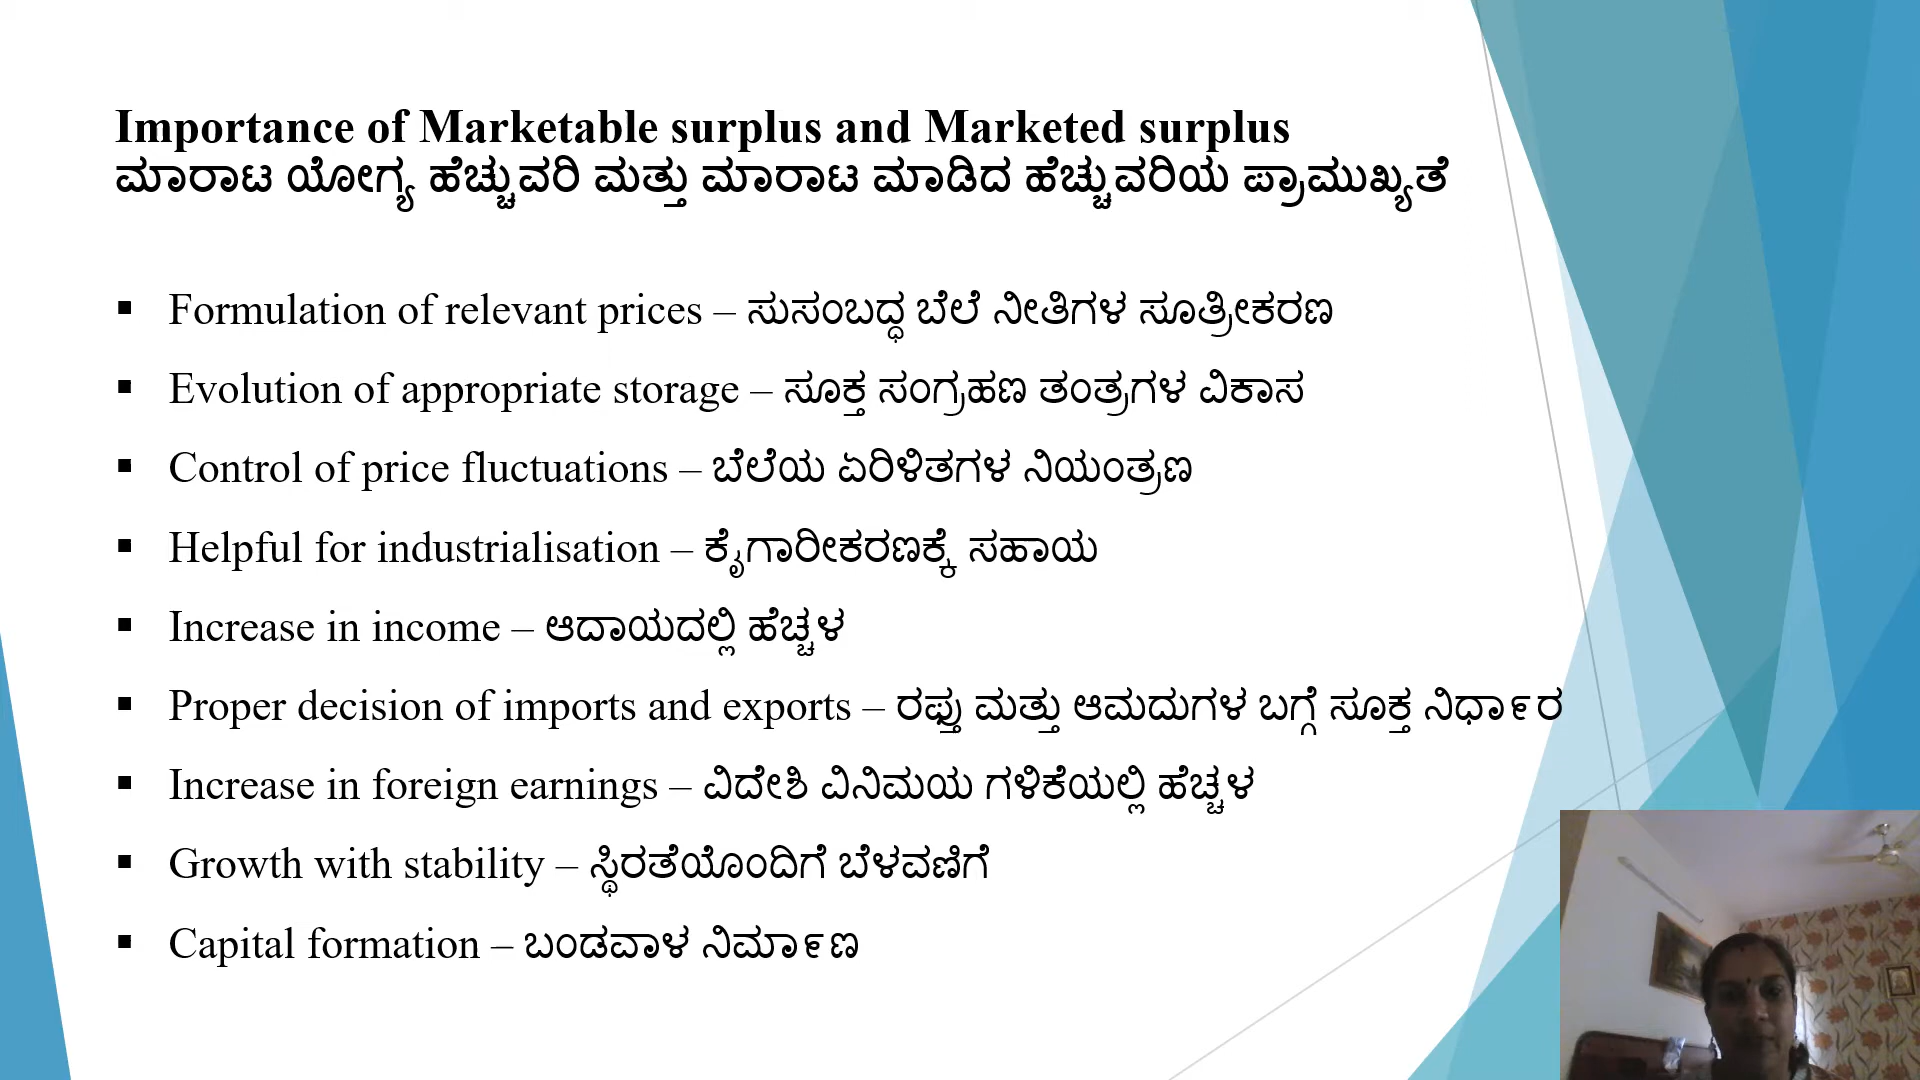 Importance of Marketable surplus and Marketed surplus
ಮಾರಾಟ ಯೋಗ್ಯ ಹೆಚ್ಚುವರಿ ಮತ್ತು ಮಾರಾಟ ಮಾಡಿದ ಹೆಚ್ಚುವರಿಯ ಪ್ರಾಮುಖ್ಯತೆ
▪ Formulation of relevant prices – ಸುಸಂಬದ್ಧ ಬೆಲೆ ನೀತಿಗಳ ಸೂತ್ರೀಕರಣ
▪ Evolution of appropriate storage – ಸೂಕ್ತ ಸಂಗ್ರಹಣ ತಂತ್ರಗಳ ವಿಕಾಸ
▪ Control of price fluctuations – ಬೆಲೆಯ ಏರಿಳಿತಗಳ ನಿಯಂತ್ರಣ
▪ Helpful for industrialisation – ಕೈಗಾರೀಕರಣಕ್ಕೆ ಸಹಾಯ
▪ Increase in income – ಆದಾಯದಲ್ಲಿ ಹೆಚ್ಚಳ
▪ Proper decision of imports and exports – ರಫ್ತು ಮತ್ತು ಆಮದುಗಳ ಬಗ್ಗೆ ಸೂಕ್ತ ನಿಧಾ೯ರ
▪ Increase in foreign earnings – ವಿದೇಶಿ ವಿನಿಮಯ ಗಳಿಕೆಯಲ್ಲಿ ಹೆಚ್ಚಳ
▪ Growth with stability – ಸ್ಥಿರತೆಯೊಂದಿಗೆ ಬೆಳವಣಿಗೆ
▪ Capital formation – ಬಂಡವಾಳ ನಿಮಾ೯ಣ